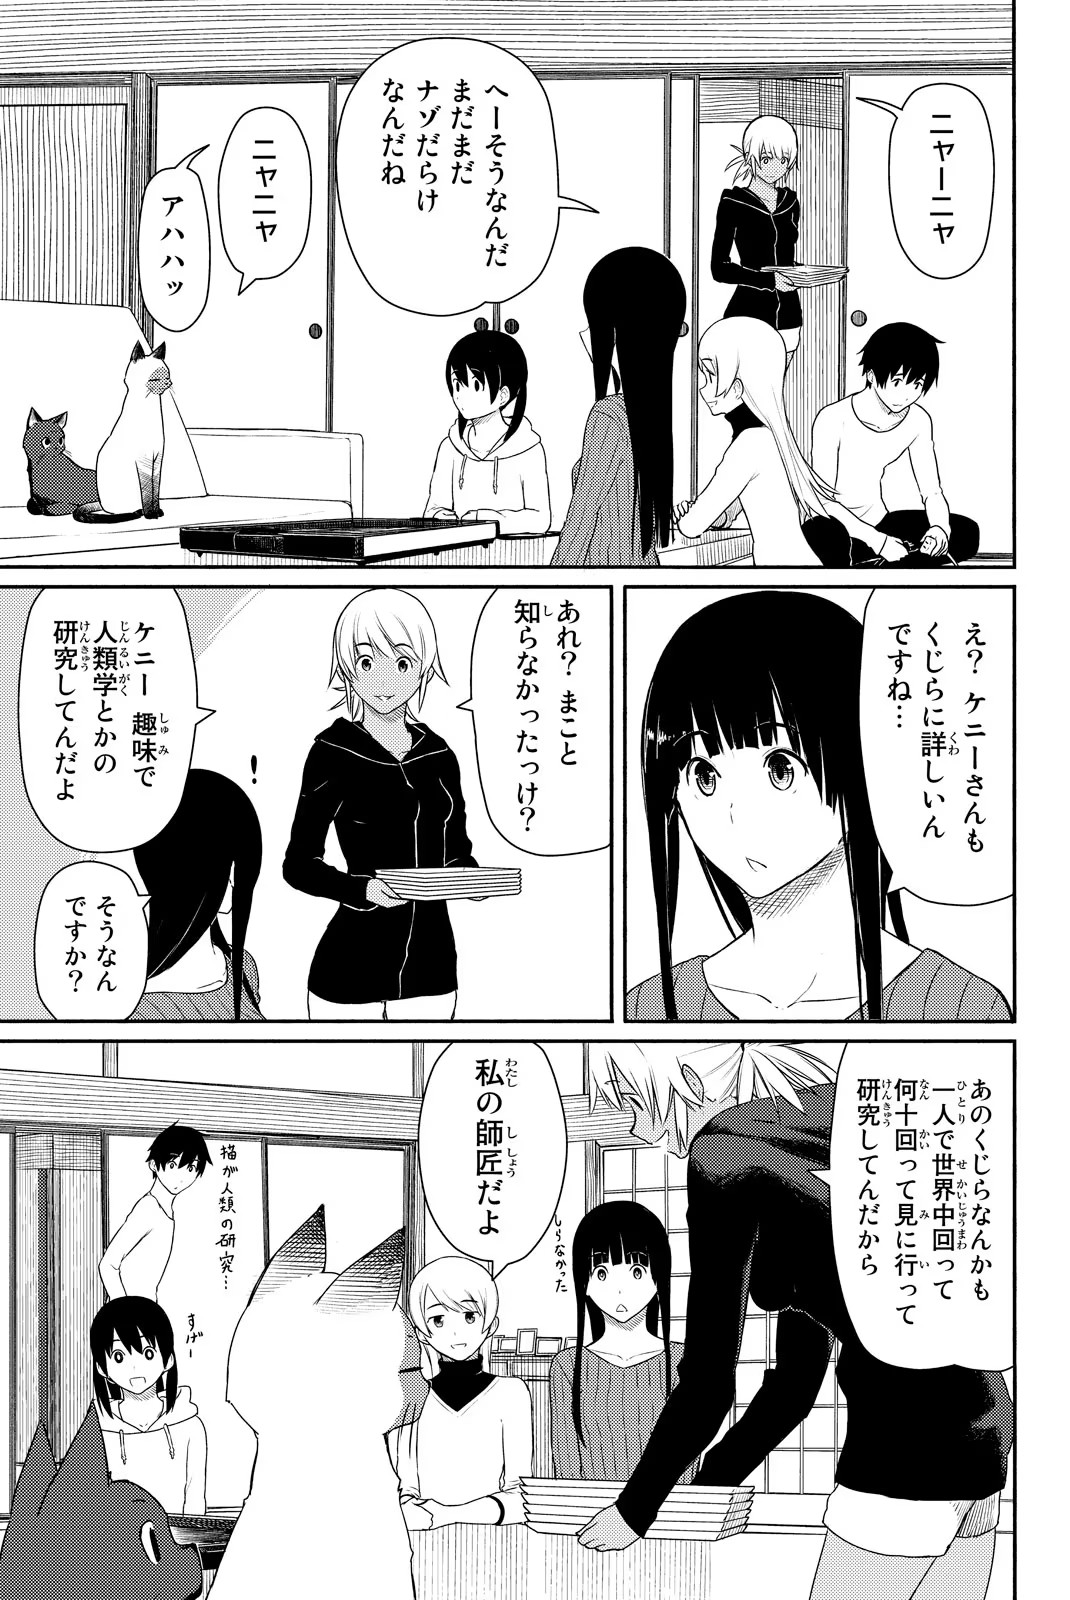 ニャーニャ
へーそうなんだ
まだまだ
ナゾだらけ
なんだね
ニャニャ
アハハッ
え？ ケニーさんも
くじらに詳しいん
ですね…
あれ？ まこと
知らなかったっけ？
！
ケニー 趣味で
人類学とかの
研究してんだよ
そうなん
ですか？
あのくじらなんかも
一人で世界中回って
何十回って見に行って
研究してんだから
しらなかった
私の師匠だよ
猫が人類の研究…
すげー